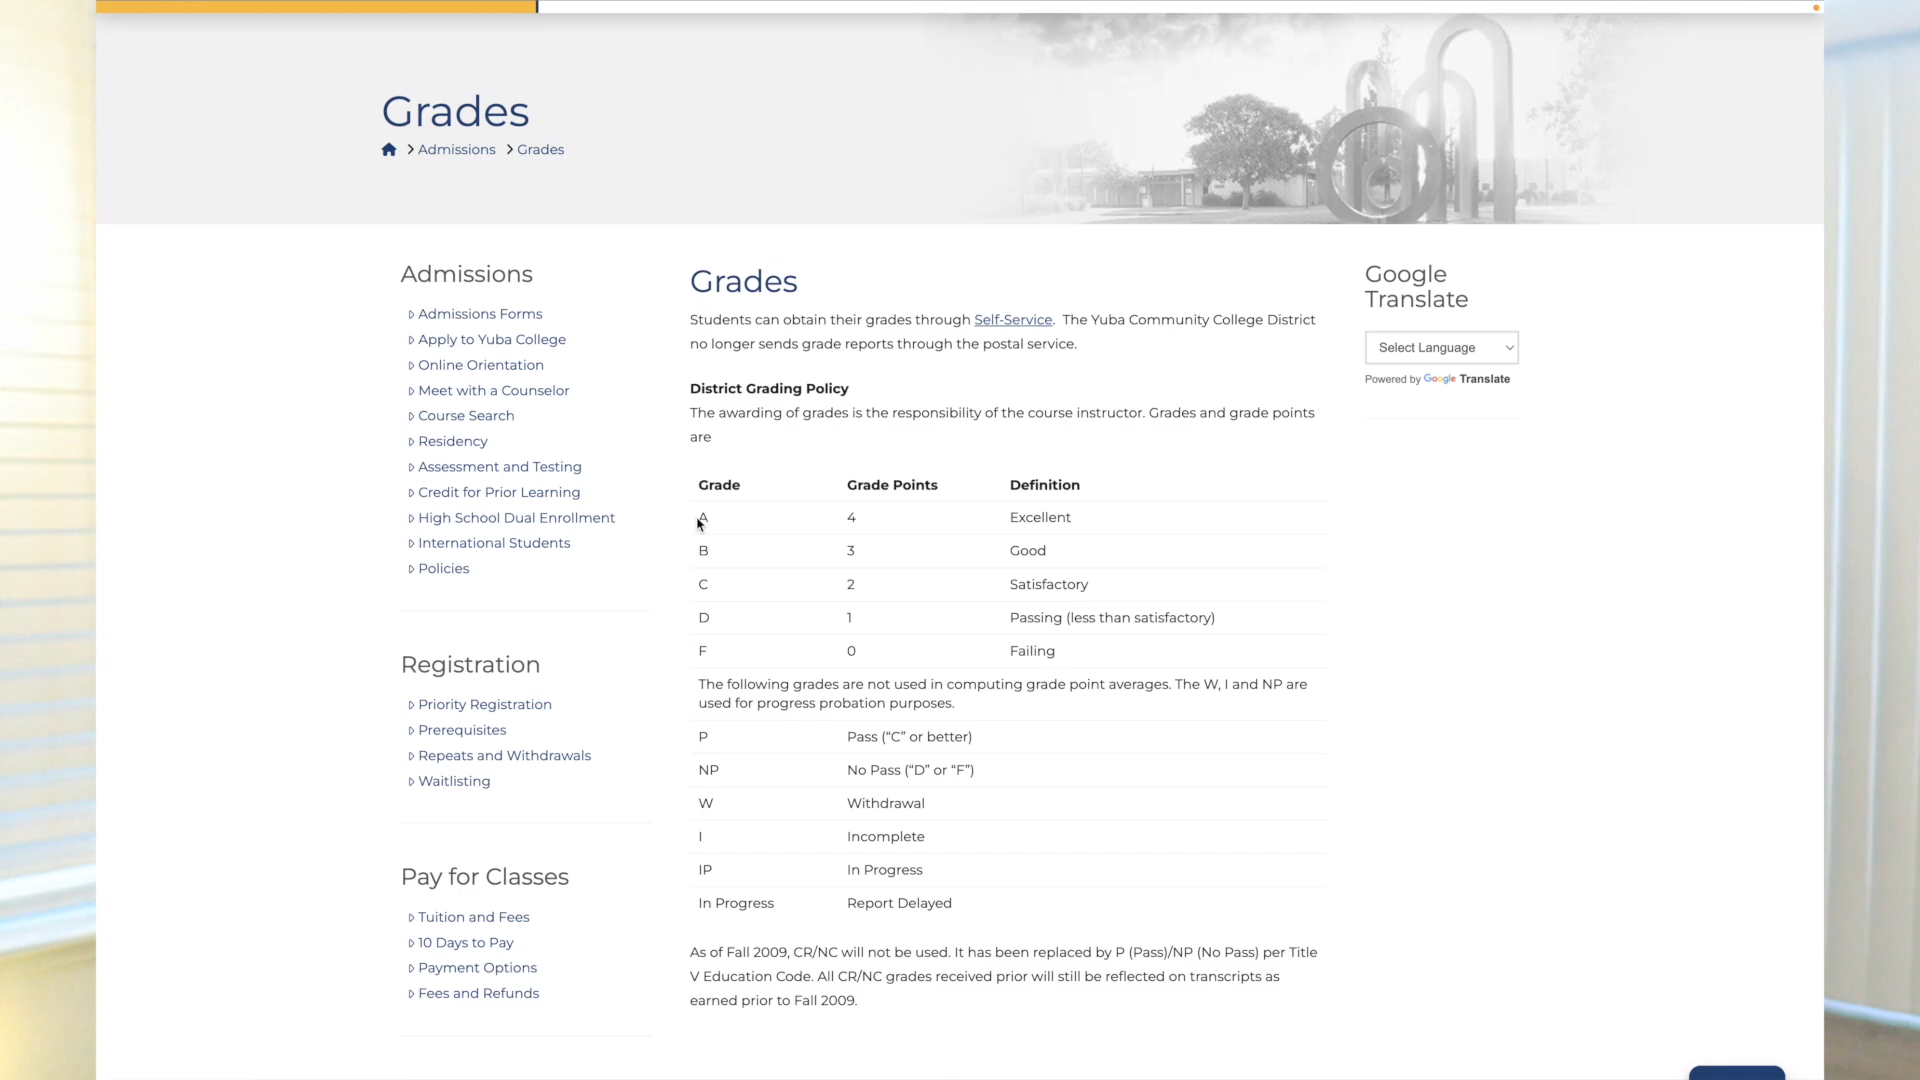 Grades
Admissions Grades
Admissions
Admissions Forms
Apply to Yuba College
Online Orientation
Meet with a Counselor
Course Search
Residency
Assessment and Testing
Credit for Prior Learning
High School Dual Enrollment
International Students
Policies
Registration
Priority Registration
Prerequisites
Repeats and Withdrawals
Waitlisting
Pay for Classes
Tuition and Fees
10 Days to Pay
Payment Options
Fees and Refunds
Grades
Students can obtain their grades through Self-Service. The Yuba Community College District
no longer sends grade reports through the postal service.
District Grading Policy
The awarding of grades is the responsibility of the course instructor. Grades and grade points
are
Grade Grade Points Definition
A 4 Excellent
B 3 Good
C 2 Satisfactory
D 1 Passing (less than satisfactory)
F 0 Failing
The following grades are not used in computing grade point averages. The W, I and NP are
used for progress probation purposes.
P Pass (“C” or better)
NP No Pass (“D” or “F”)
W Withdrawal
I Incomplete
IP In Progress
In Progress Report Delayed
As of Fall 2009, CR/NC will not be used. It has been replaced by P (Pass)/NP (No Pass) per Title
V Education Code. All CR/NC grades received prior will still be reflected on transcripts as
earned prior to Fall 2009.
Google
Translate
Select Language
Powered by Google Translate